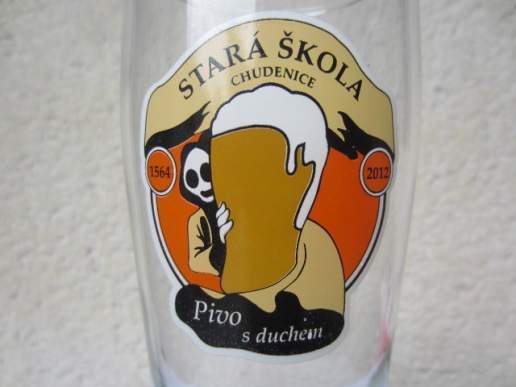 STARÁ ŠKOLA
CHUDENICE
1564
2012
Pivo
s duchem